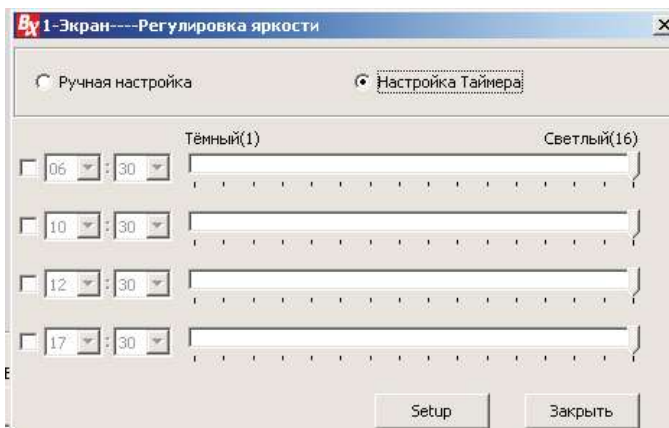 BX 1-Экран----Регулировка яркости
Ручная настройка Настройка Таймера
Тёмный(1) Светлый(16)
06 : 30
10 : 30
12 : 30
17 : 30
Setup Закрыть